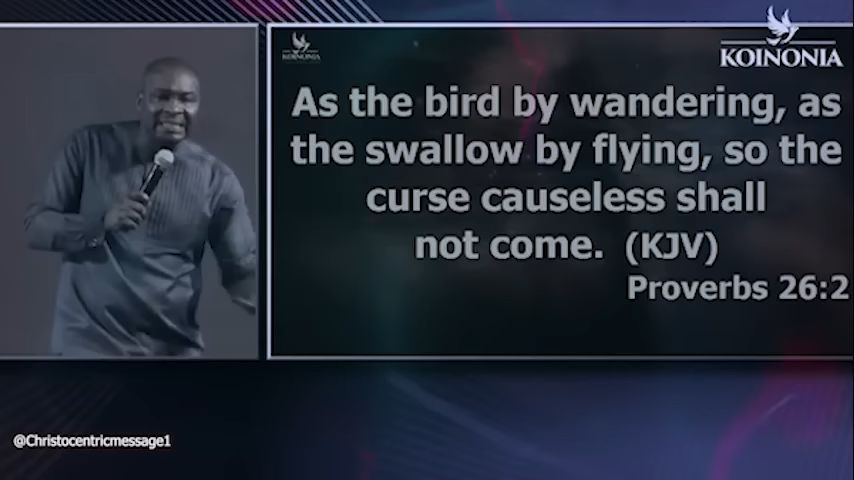 KOINONIA
KOINONIA
As the bird by wandering, as
the swallow by flying, so the
curse causeless shall
not come. (KJV)
Proverbs 26:2
@Christocentricmessage1